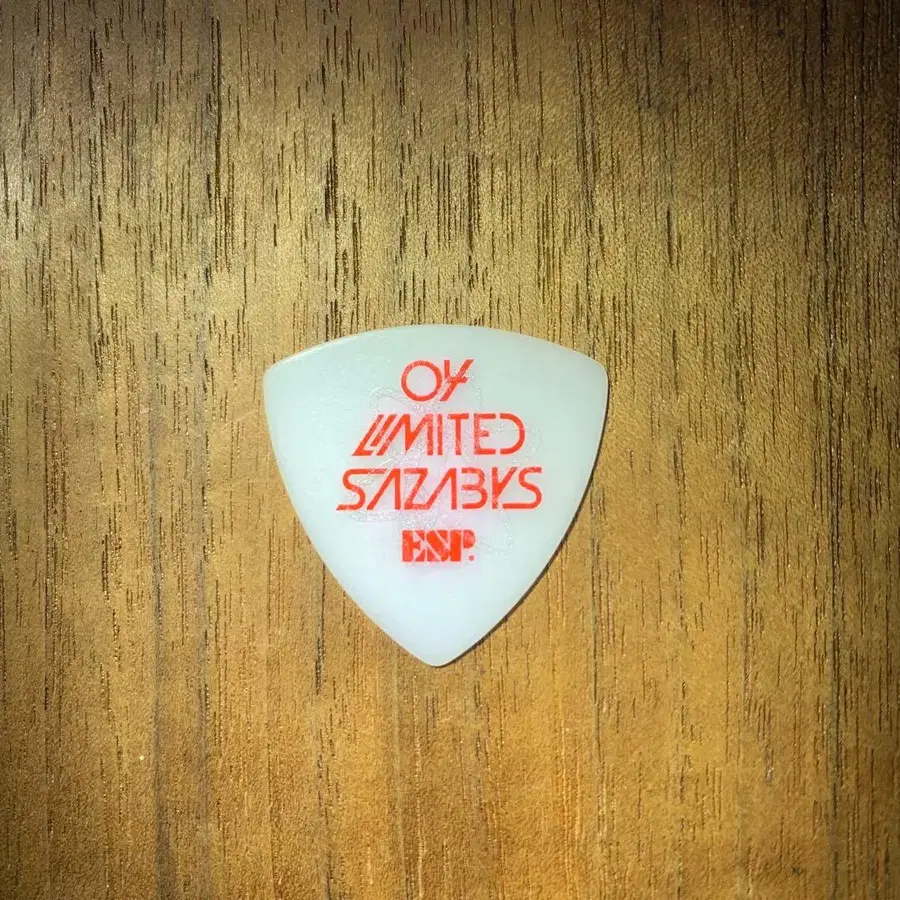 04
LIMITED
SAZABYS
ESP.